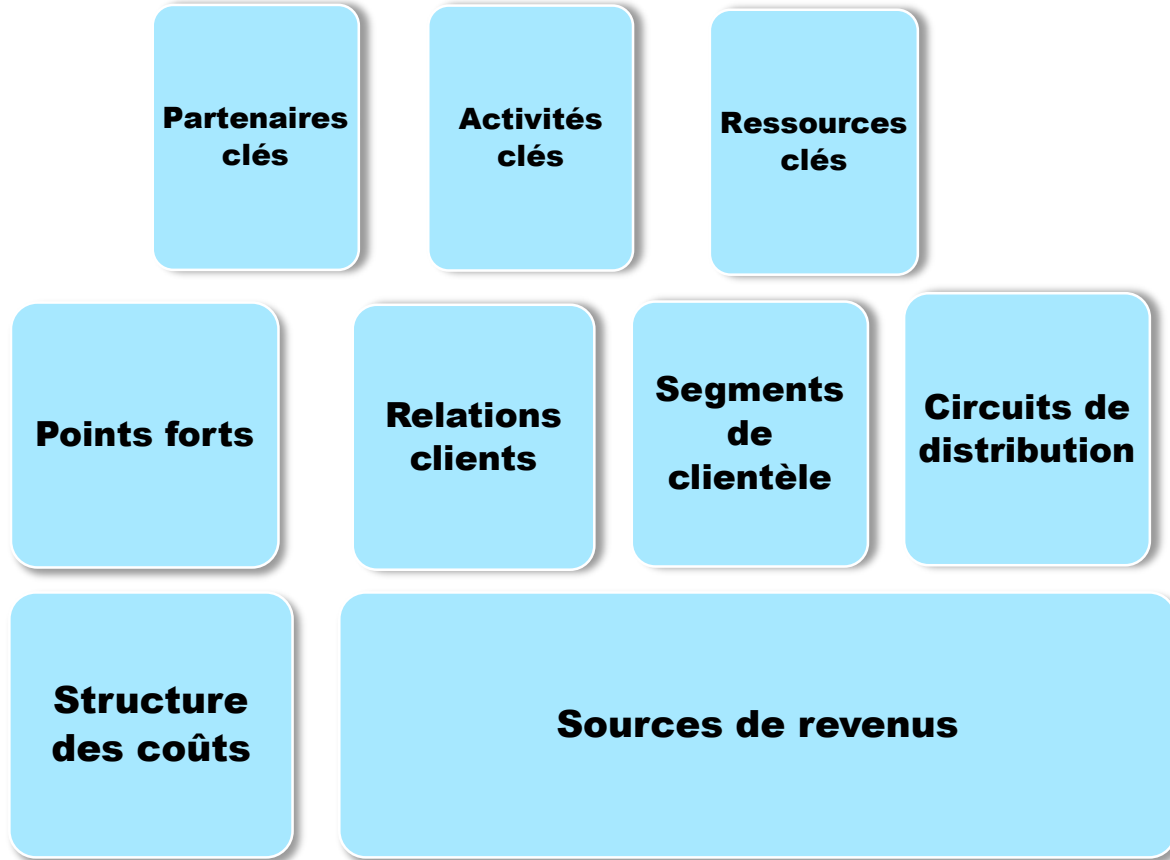 Partenaires
clés
Activités
clés
Ressources
clés
Points forts
Relations
clients
Segments
de
clientèle
Circuits de
distribution
Structure
des coûts
Sources de revenus